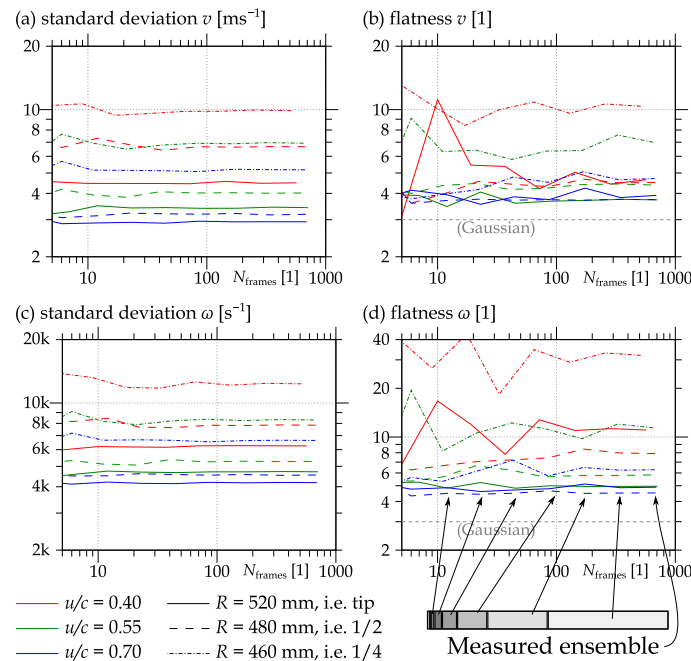 (a) standard deviation v [ms⁻¹]
(b) flatness v [1]
20 20
10 10
8 8
6 6
4 4
(Gaussian)
2 2
10 100 N_frames [1] 1000
10 100 N_frames [1] 1000
(c) standard deviation ω [s⁻¹]
(d) flatness ω [1]
20k 40
20
10k
8k 10
6k 8
6
4k
4
(Gaussian)
2k 2
10 100 N_frames [1] 1000
10 100 N_frames [1] 1000
u/c = 0.40 R = 520 mm, i.e. tip
u/c = 0.55 R = 480 mm, i.e. 1/2
u/c = 0.70 R = 460 mm, i.e. 1/4
Measured ensemble